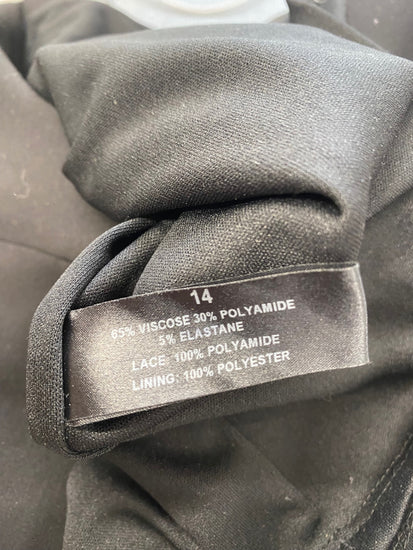 14
65% VISCOSE 30% POLYAMIDE
5% ELASTANE
LACE: 100% POLYAMIDE
LINING: 100% POLYESTER